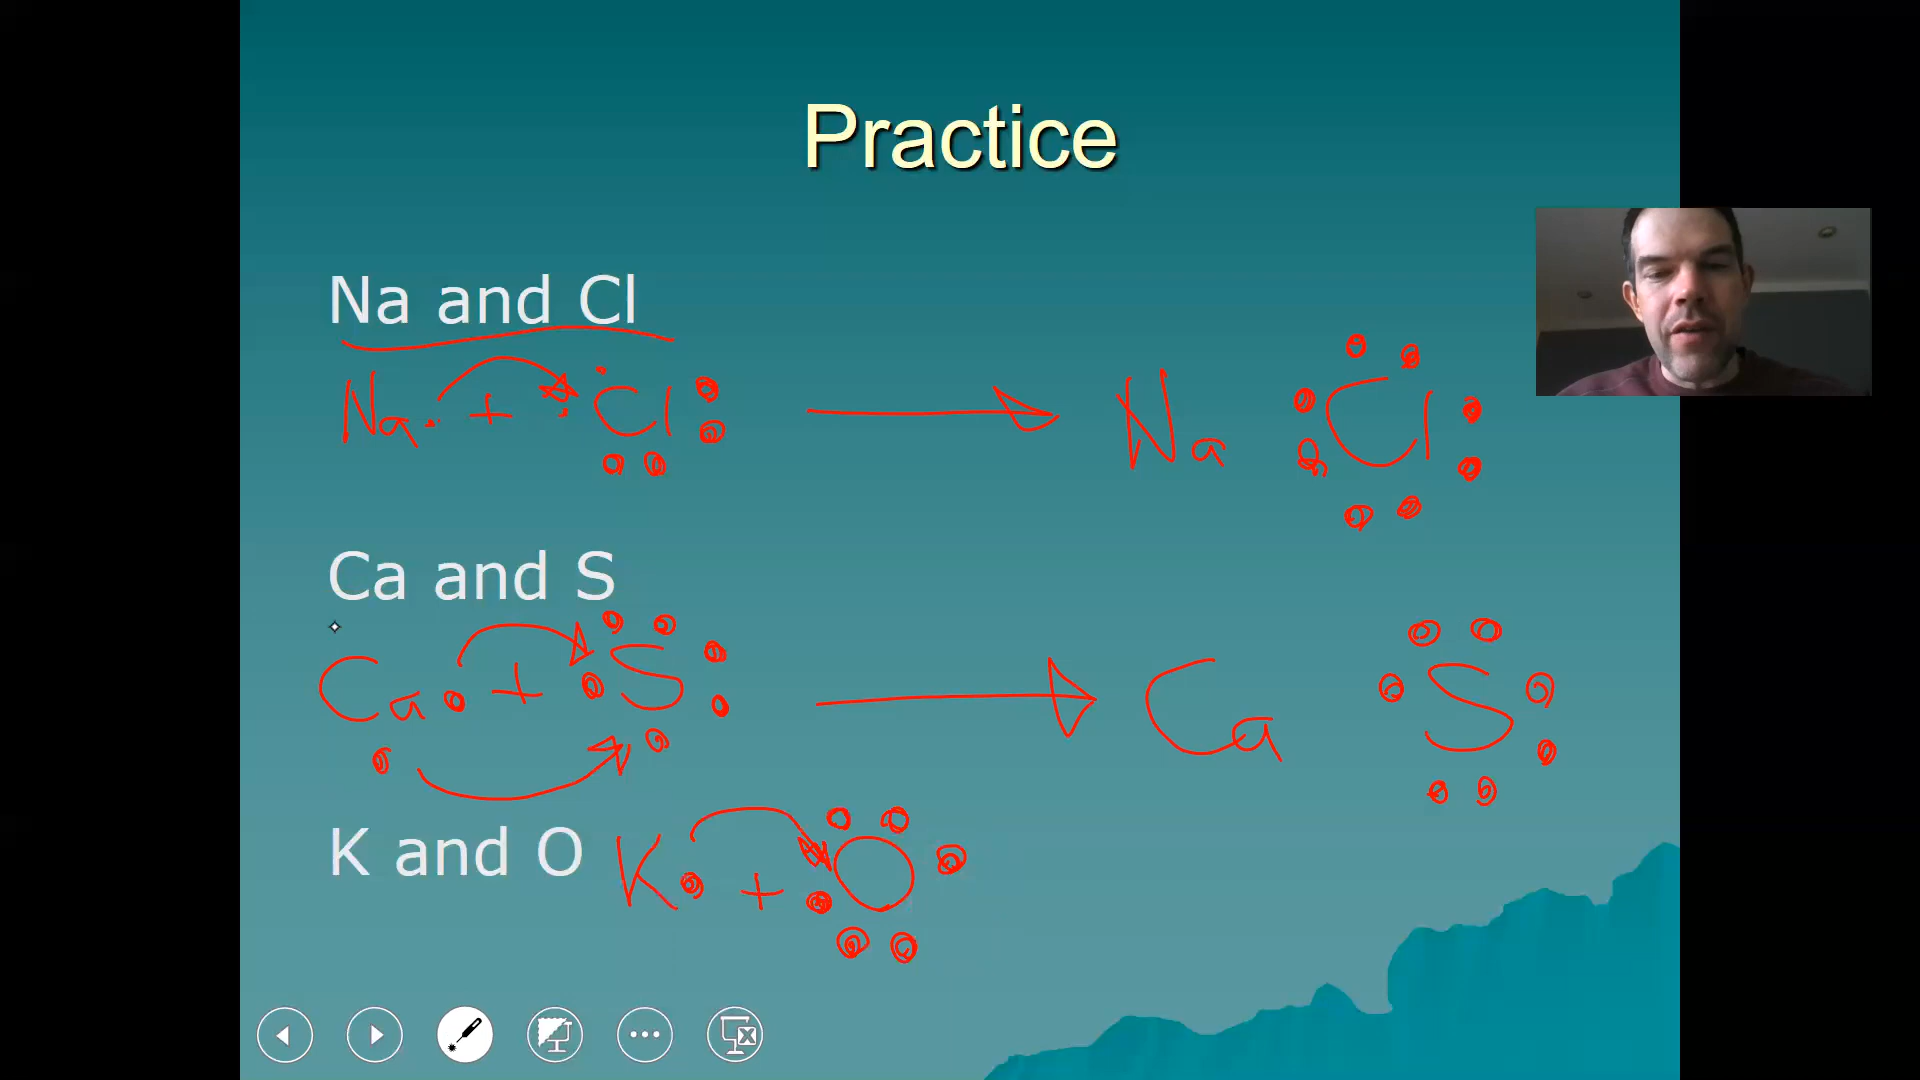 Practice
Na and Cl
Na + Cl Na Cl
Ca and S
Ca + S Ca S
K and O K + O